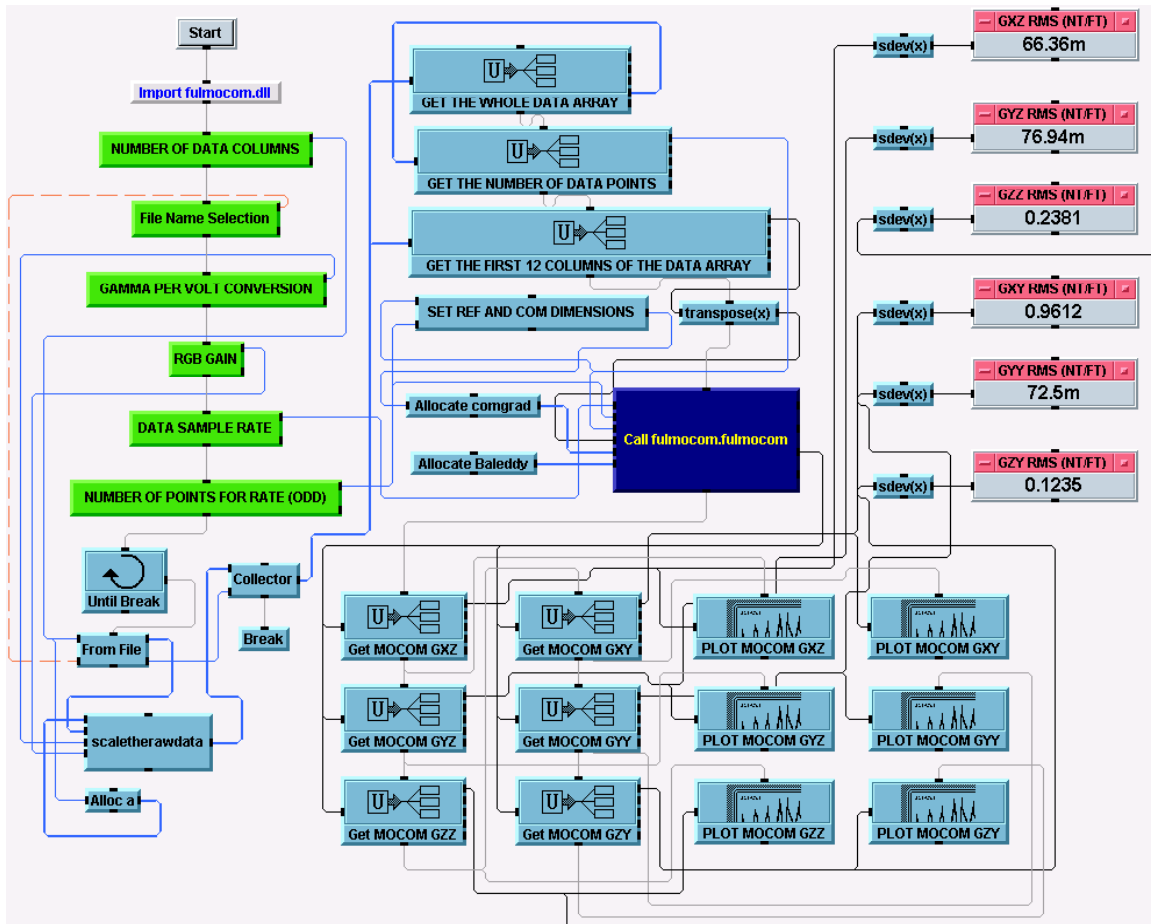 Start
Import fulmocom.dll
NUMBER OF DATA COLUMNS
File Name Selection
GAMMA PER VOLT CONVERSION
RGB GAIN
DATA SAMPLE RATE
NUMBER OF POINTS FOR RATE (ODD)
Until Break
Collector
Break
From File
scaletherawdata
Alloc a
U
GET THE WHOLE DATA ARRAY
U
GET THE NUMBER OF DATA POINTS
U
GET THE FIRST 12 COLUMNS OF THE DATA ARRAY
SET REF AND COM DIMENSIONS
transpose(x)
Allocate comgrad
Allocate Baleddy
Call fulmocom.fulmocom
sdev(x)
GXZ RMS (NT/FT)
66.36m
sdev(x)
GYZ RMS (NT/FT)
76.94m
sdev(x)
GZZ RMS (NT/FT)
0.2381
sdev(x)
GXY RMS (NT/FT)
0.9612
sdev(x)
GYY RMS (NT/FT)
72.5m
sdev(x)
GZY RMS (NT/FT)
0.1235
U
Get MOCOM GXZ
U
Get MOCOM GXY
PLOT MOCOM GXZ
PLOT MOCOM GXY
U
Get MOCOM GYZ
U
Get MOCOM GYY
PLOT MOCOM GYZ
PLOT MOCOM GYY
U
Get MOCOM GZZ
U
Get MOCOM GZY
PLOT MOCOM GZZ
PLOT MOCOM GZY